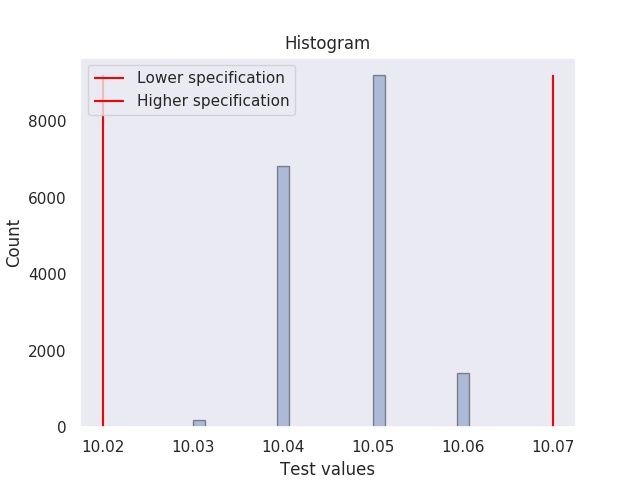 Histogram
Lower specification
Higher specification
8000
6000
4000
2000
0
Count
10.02 10.03 10.04 10.05 10.06 10.07
Test values